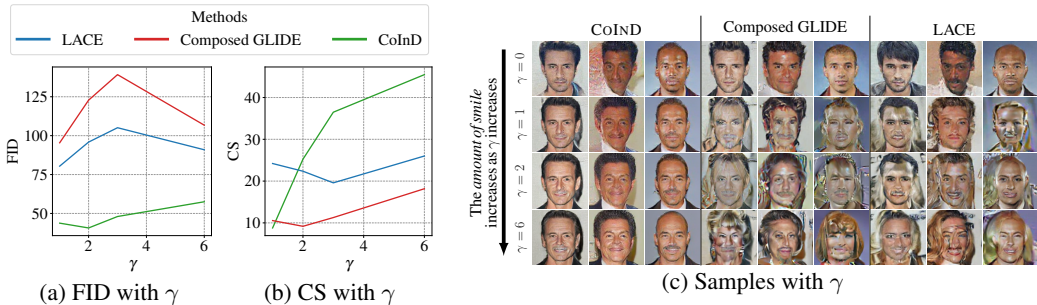 Methods
LACE
Composed GLIDE
CoInD
FID
125
100
75
50
2
4
6
γ
(a) FID with γ
CS
40
30
20
10
2
4
6
γ
(b) CS with γ
COIND
Composed GLIDE
LACE
The amount of smile
increases as γ increases
γ = 0
γ = 1
γ = 2
γ = 6
(c) Samples with γ